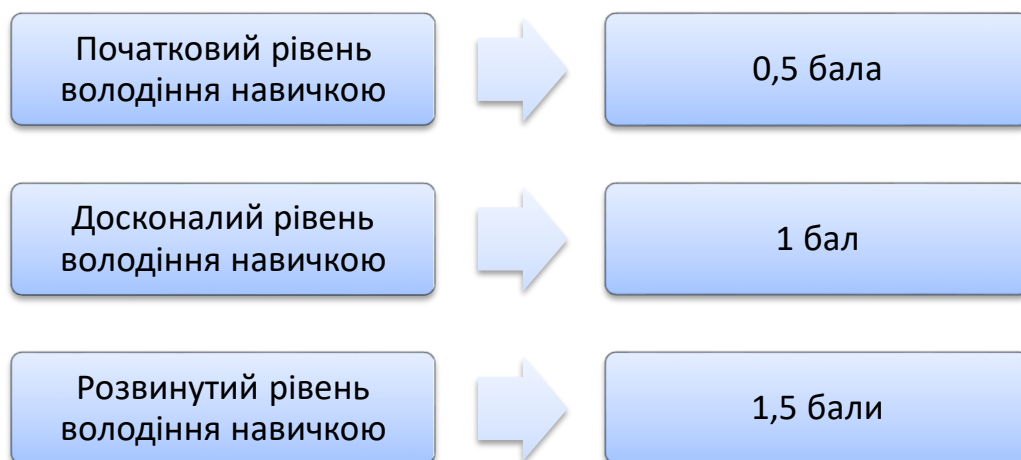 Початковий рівень
володіння навичкою
0,5 бала
Досконалий рівень
володіння навичкою
1 бал
Розвинутий рівень
володіння навичкою
1,5 бали